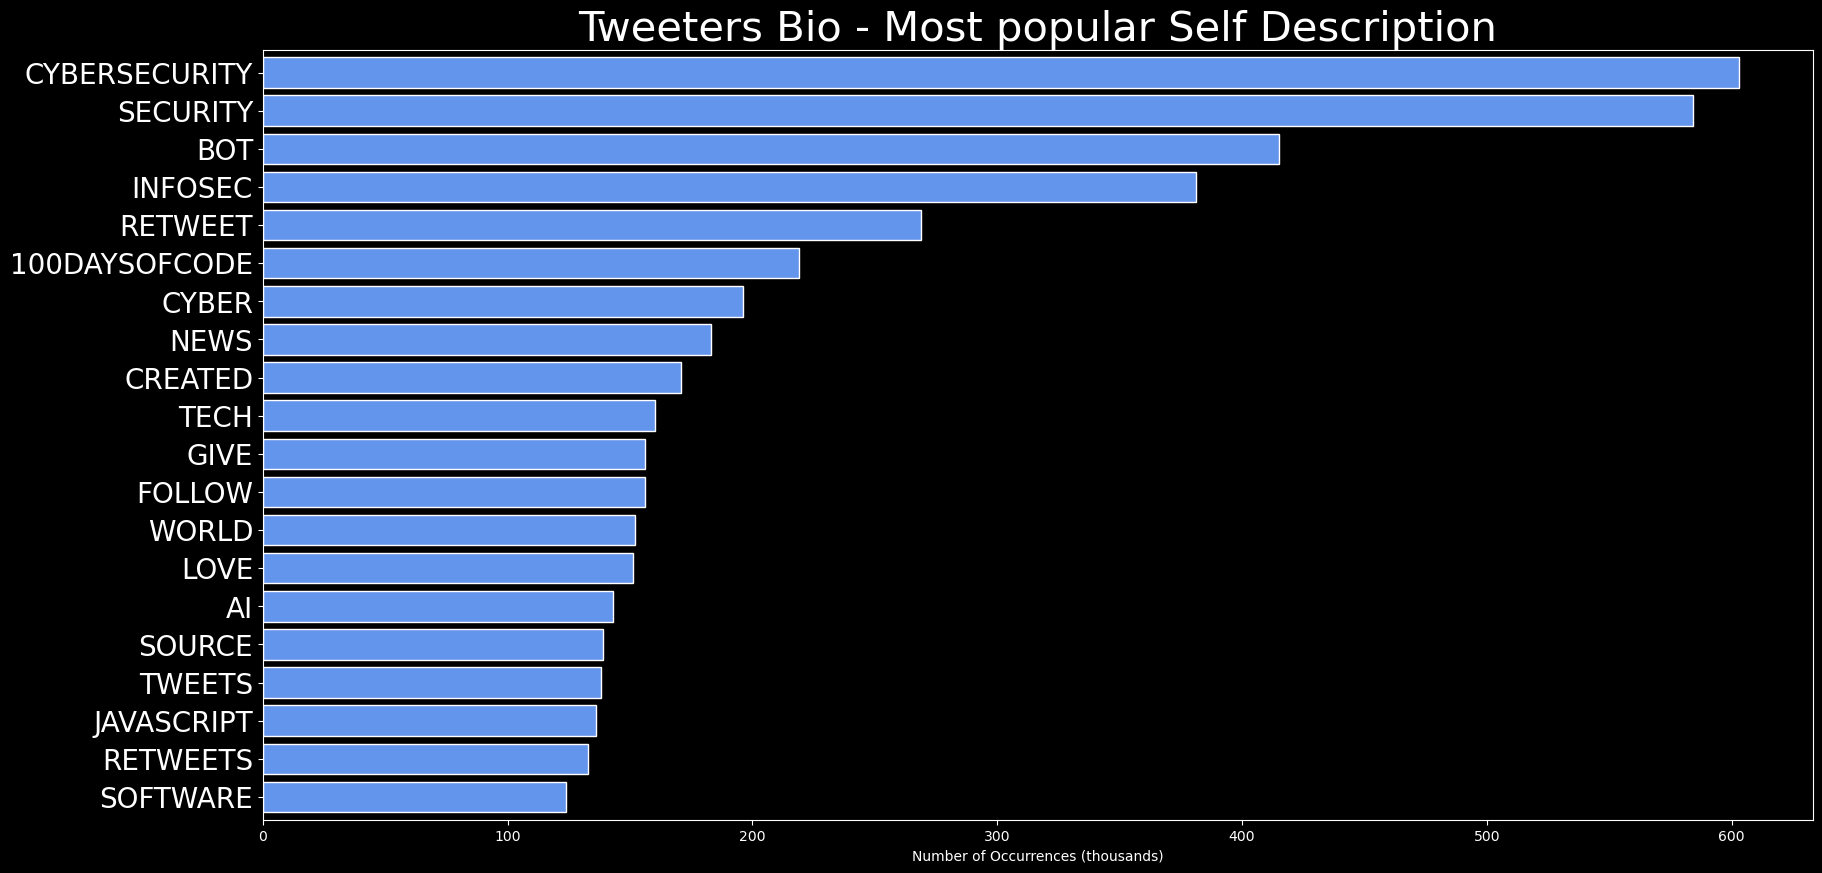 Tweeters Bio - Most popular Self Description
CYBERSECURITY
SECURITY
BOT
INFOSEC
RETWEET
100DAYSOFCODE
CYBER
NEWS
CREATED
TECH
GIVE
FOLLOW
WORLD
LOVE
AI
SOURCE
TWEETS
JAVASCRIPT
RETWEETS
SOFTWARE
0 100 200 300 400 500 600
Number of Occurrences (thousands)